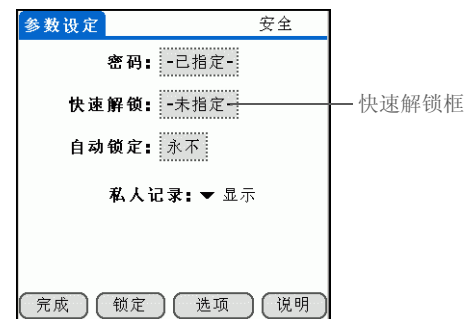 参数设定 安全
密码: -已指定-
快速解锁: -未指定- 快速解锁框
自动锁定: 永不
私人记录: 显示
完成 锁定 选项 说明